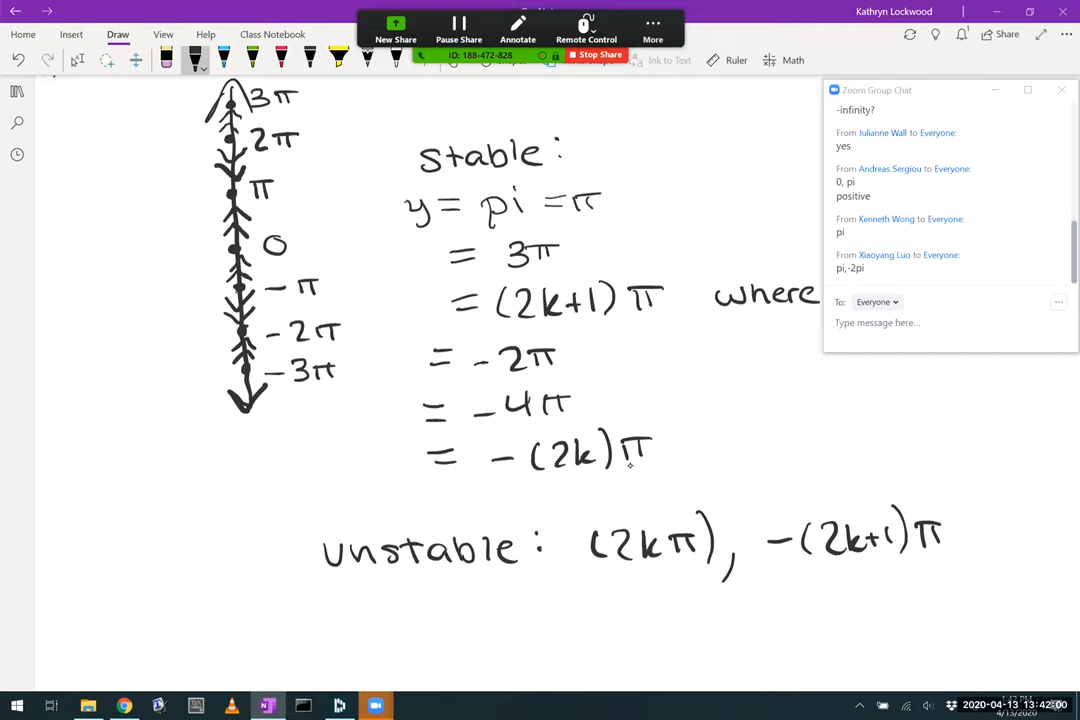 Kathryn Lockwood
New Share
Pause Share
Annotate
Remote Control
More
ID: 188-472-828
Stop Share
Home
Insert
Draw
View
Help
Class Notebook
Share
Ink to Text
Ruler
Math
Zoom Group Chat
-infinity?
From Julianne Wall to Everyone:
yes
From Andreas Sergiou to Everyone:
0, pi
positive
From Kenneth Wong to Everyone:
pi
From Xiaoyang Luo to Everyone:
pi,-2pi
To: Everyone
Type message here...
3π
2π
π
0
-π
-2π
-3π
stable:
y = pi = π
= 3π
= (2k+1) π where
= -2π
= -4π
= -(2k)π
unstable: (2kπ), -(2k+1)π
2020-04-13 13:42:00